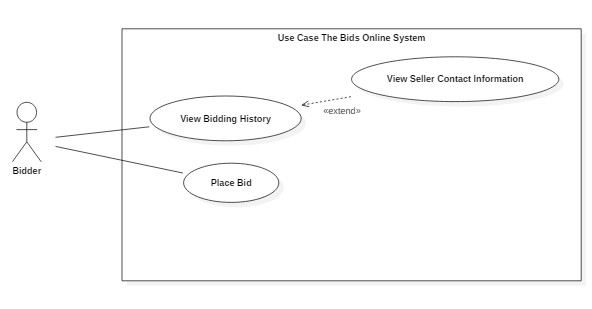 Use Case The Bids Online System
View Seller Contact Information
View Bidding History
«extend»
Bidder
Place Bid